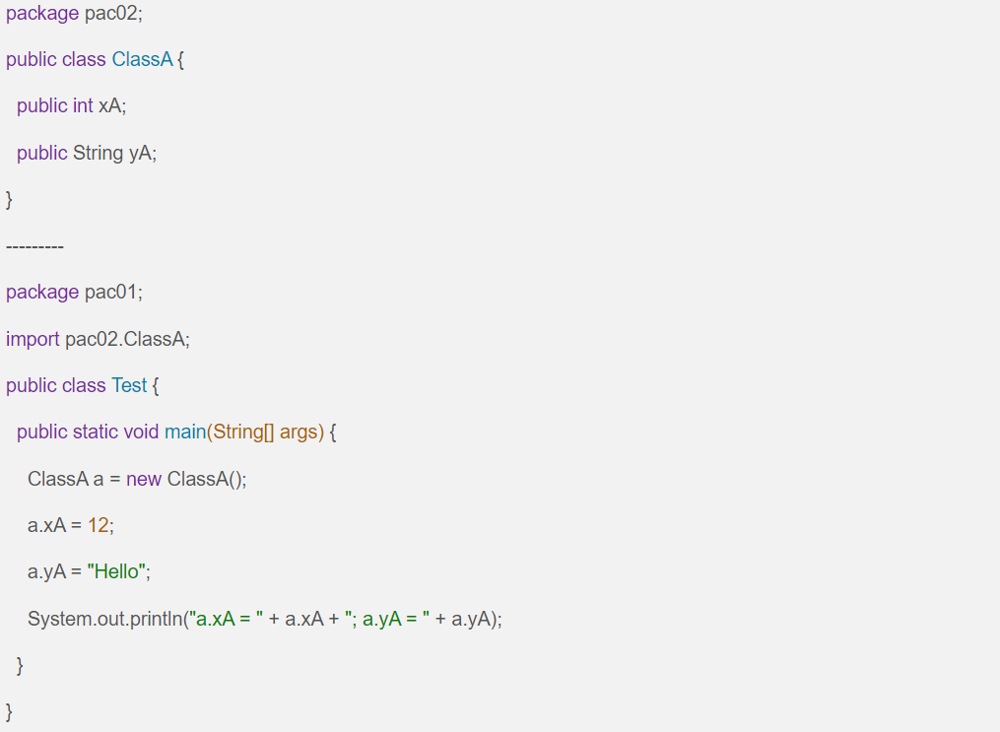 package pac02;
public class ClassA {
public int xA;
public String yA;
}
---------
package pac01;
import pac02.ClassA;
public class Test {
public static void main(String[] args) {
ClassA a = new ClassA();
a.xA = 12;
a.yA = "Hello";
System.out.println("a.xA = " + a.xA + "; a.yA = " + a.yA);
}
}